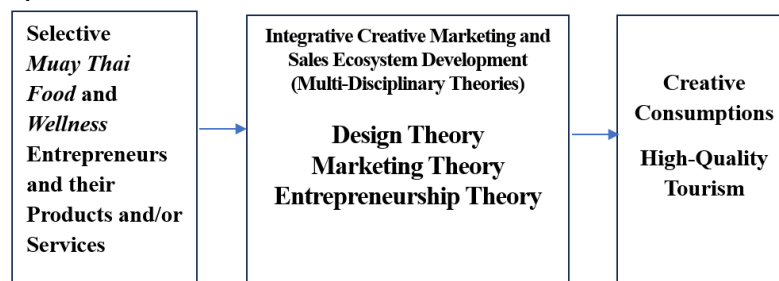 Selective
Muay Thai
Food and
Wellness
Entrepreneurs
and their
Products and/or
Services
Integrative Creative Marketing and
Sales Ecosystem Development
(Multi-Disciplinary Theories)
Design Theory
Marketing Theory
Entrepreneurship Theory
Creative
Consumptions
High-Quality
Tourism